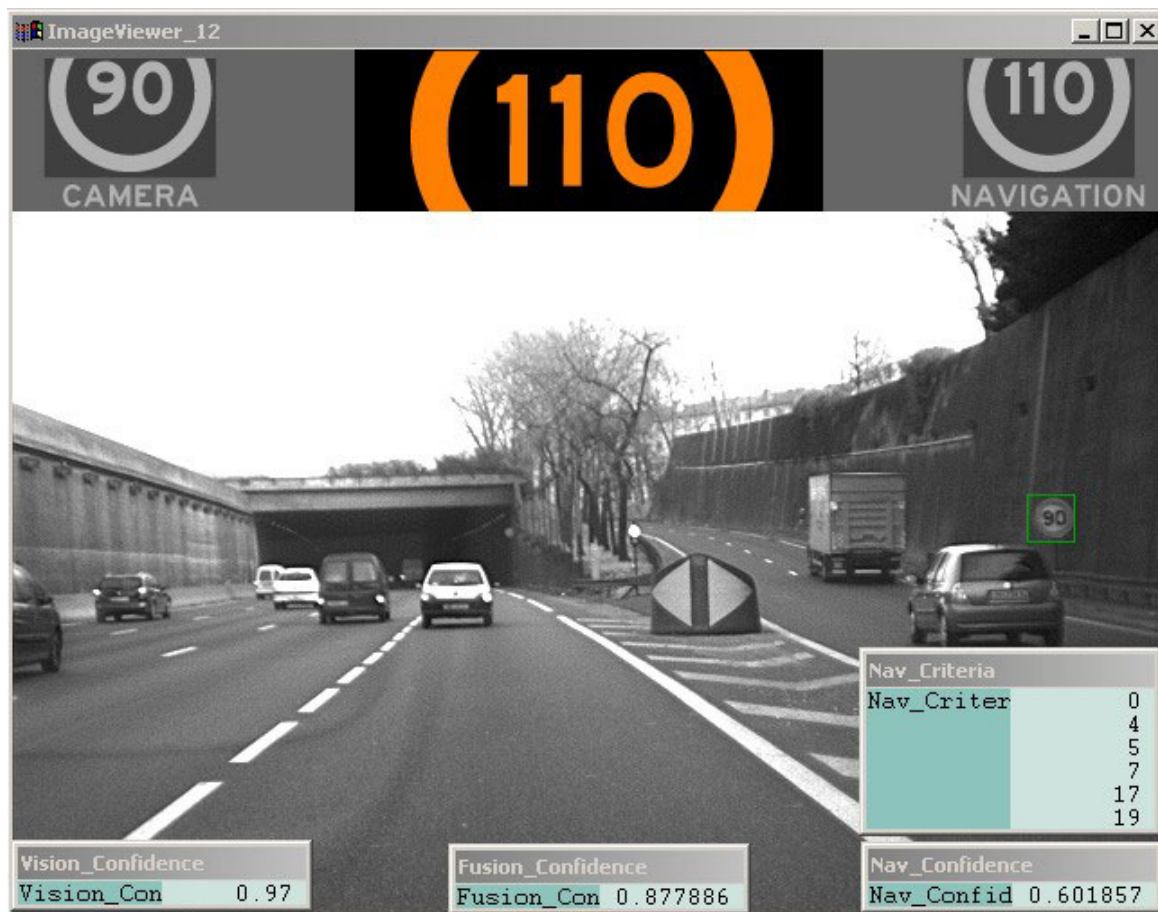 ImageViewer_12
90
CAMERA
110
110
NAVIGATION
90
Nav_Criteria
Nav_Criter 0
4
5
7
17
19
Vision_Confidence
Vision_Con 0.97
Fusion_Confidence
Fusion_Con 0.877886
Nav_Confidence
Nav_Confid 0.601857